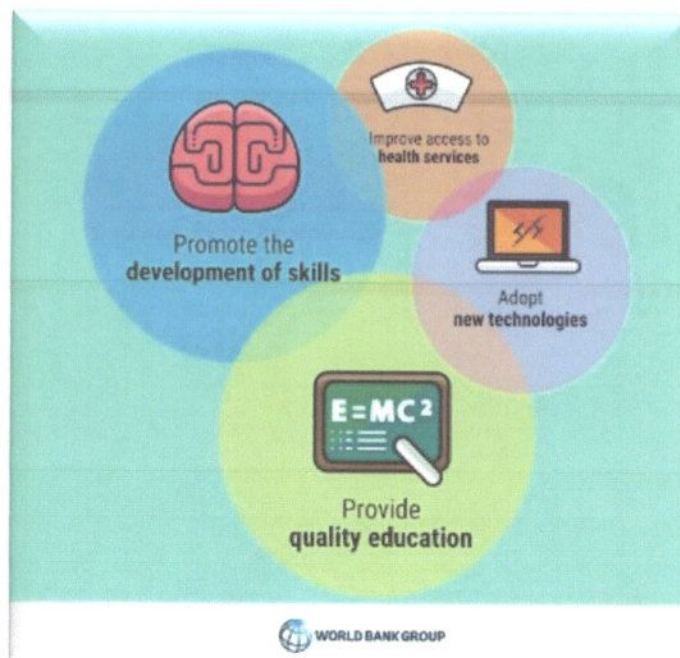 Improve access to
health services
Promote the
development of skills
Adopt
new technologies
E=MC²
Provide
quality education
WORLD BANK GROUP